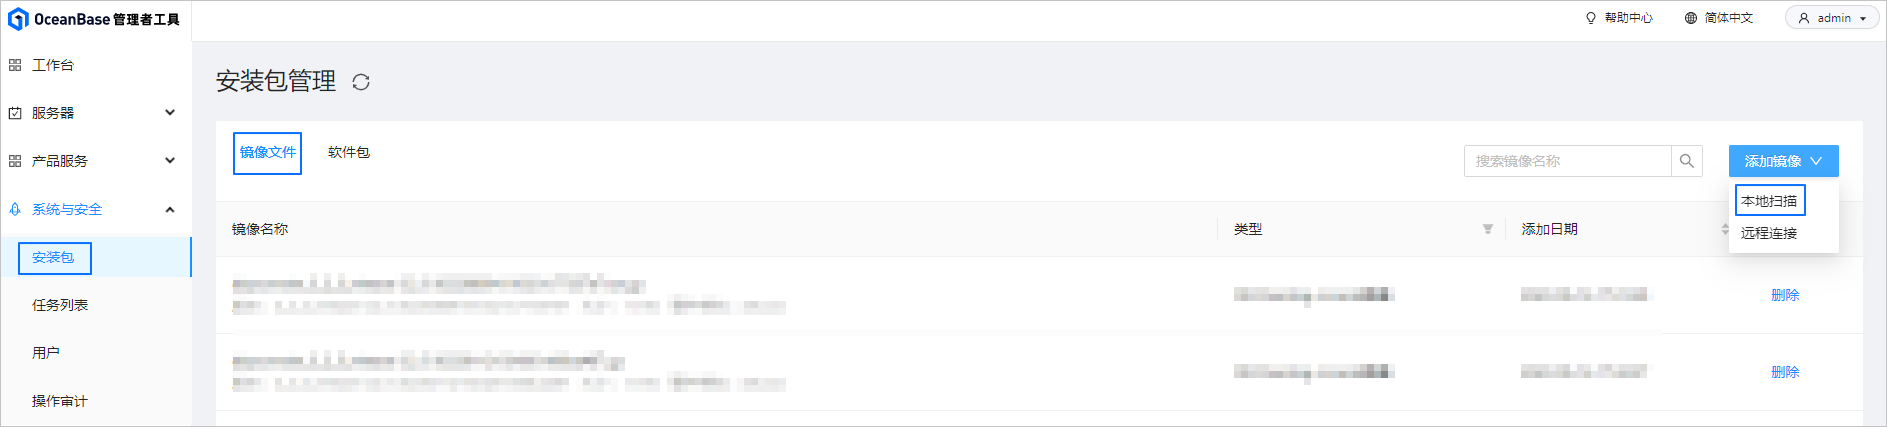 OceanBase 管理者工具
帮助中心
简体中文
admin
工作台
服务器
产品服务
系统与安全
安装包
任务列表
用户
操作审计
安装包管理
镜像文件
软件包
搜索镜像名称
添加镜像
本地扫描
远程连接
镜像名称
类型
添加日期
删除
删除